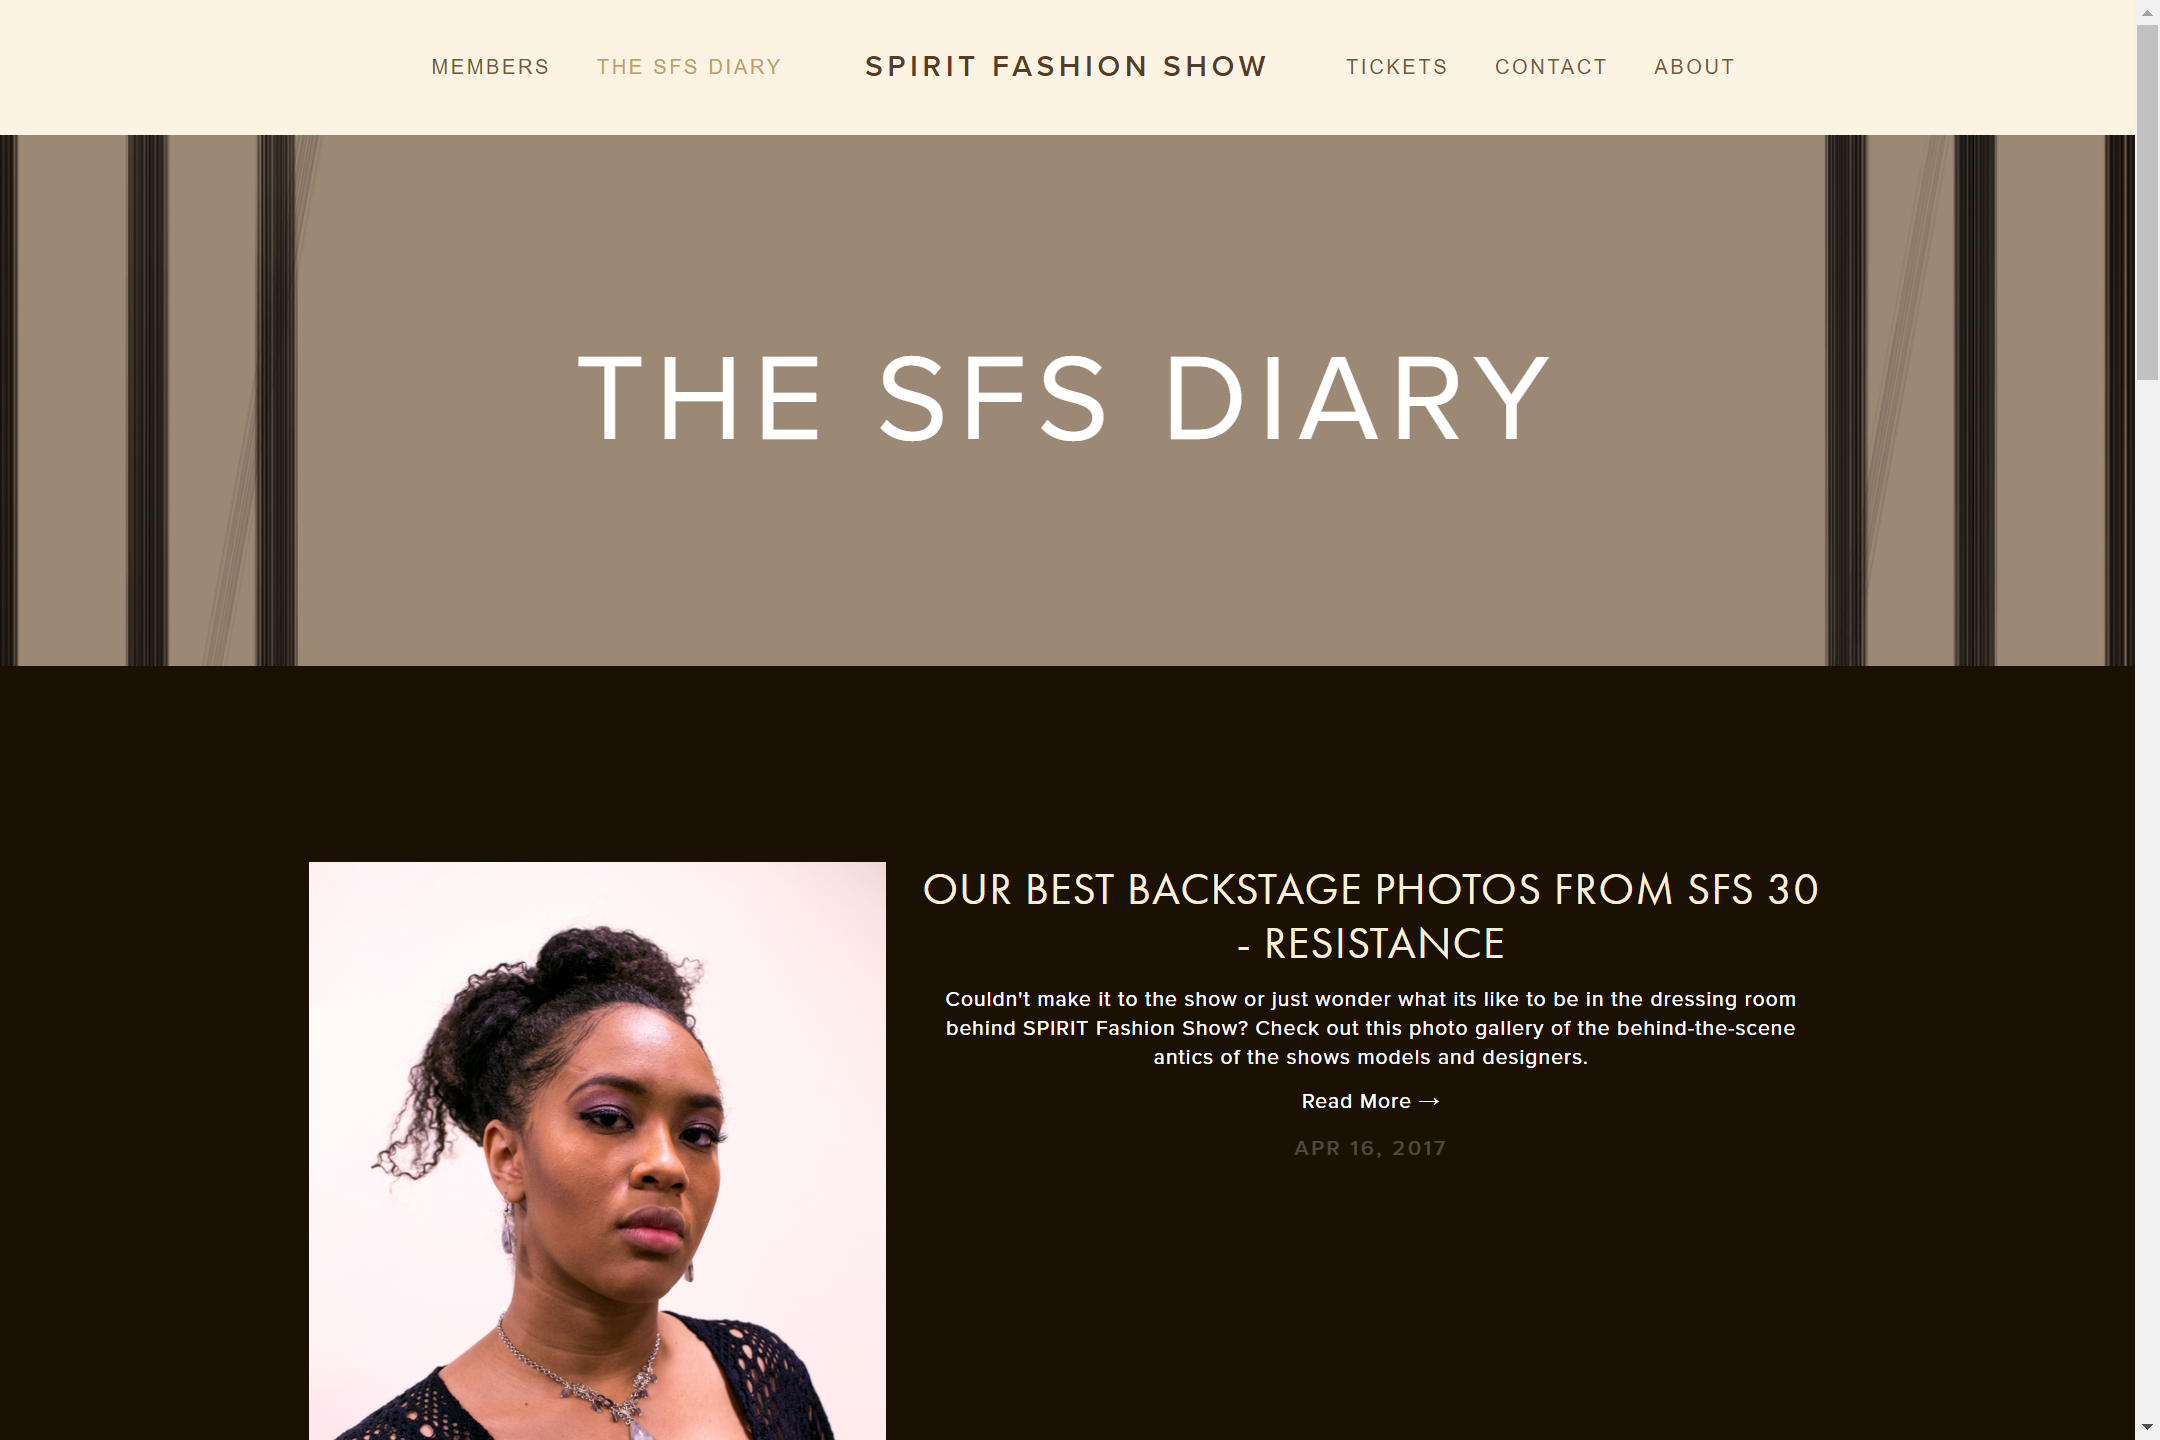 MEMBERS THE SFS DIARY SPIRIT FASHION SHOW TICKETS CONTACT ABOUT
THE SFS DIARY
OUR BEST BACKSTAGE PHOTOS FROM SFS 30
- RESISTANCE
Couldn't make it to the show or just wonder what its like to be in the dressing room
behind SPIRIT Fashion Show? Check out this photo gallery of the behind-the-scene
antics of the shows models and designers.
Read More →
APR 16, 2017